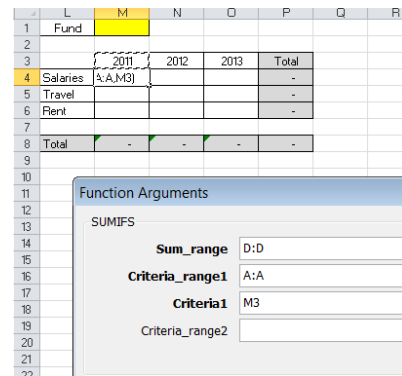 L M N O P Q R
1 Fund
2
3 2011 2012 2013 Total
4 Salaries A:A,M3) -
5 Travel -
6 Rent -
7
8 Total - - - -
9
10
11 Function Arguments
12
13 SUMIFS
14 Sum_range D:D
15
16 Criteria_range1 A:A
17
18 Criteria1 M3
19
20 Criteria_range2
21
22